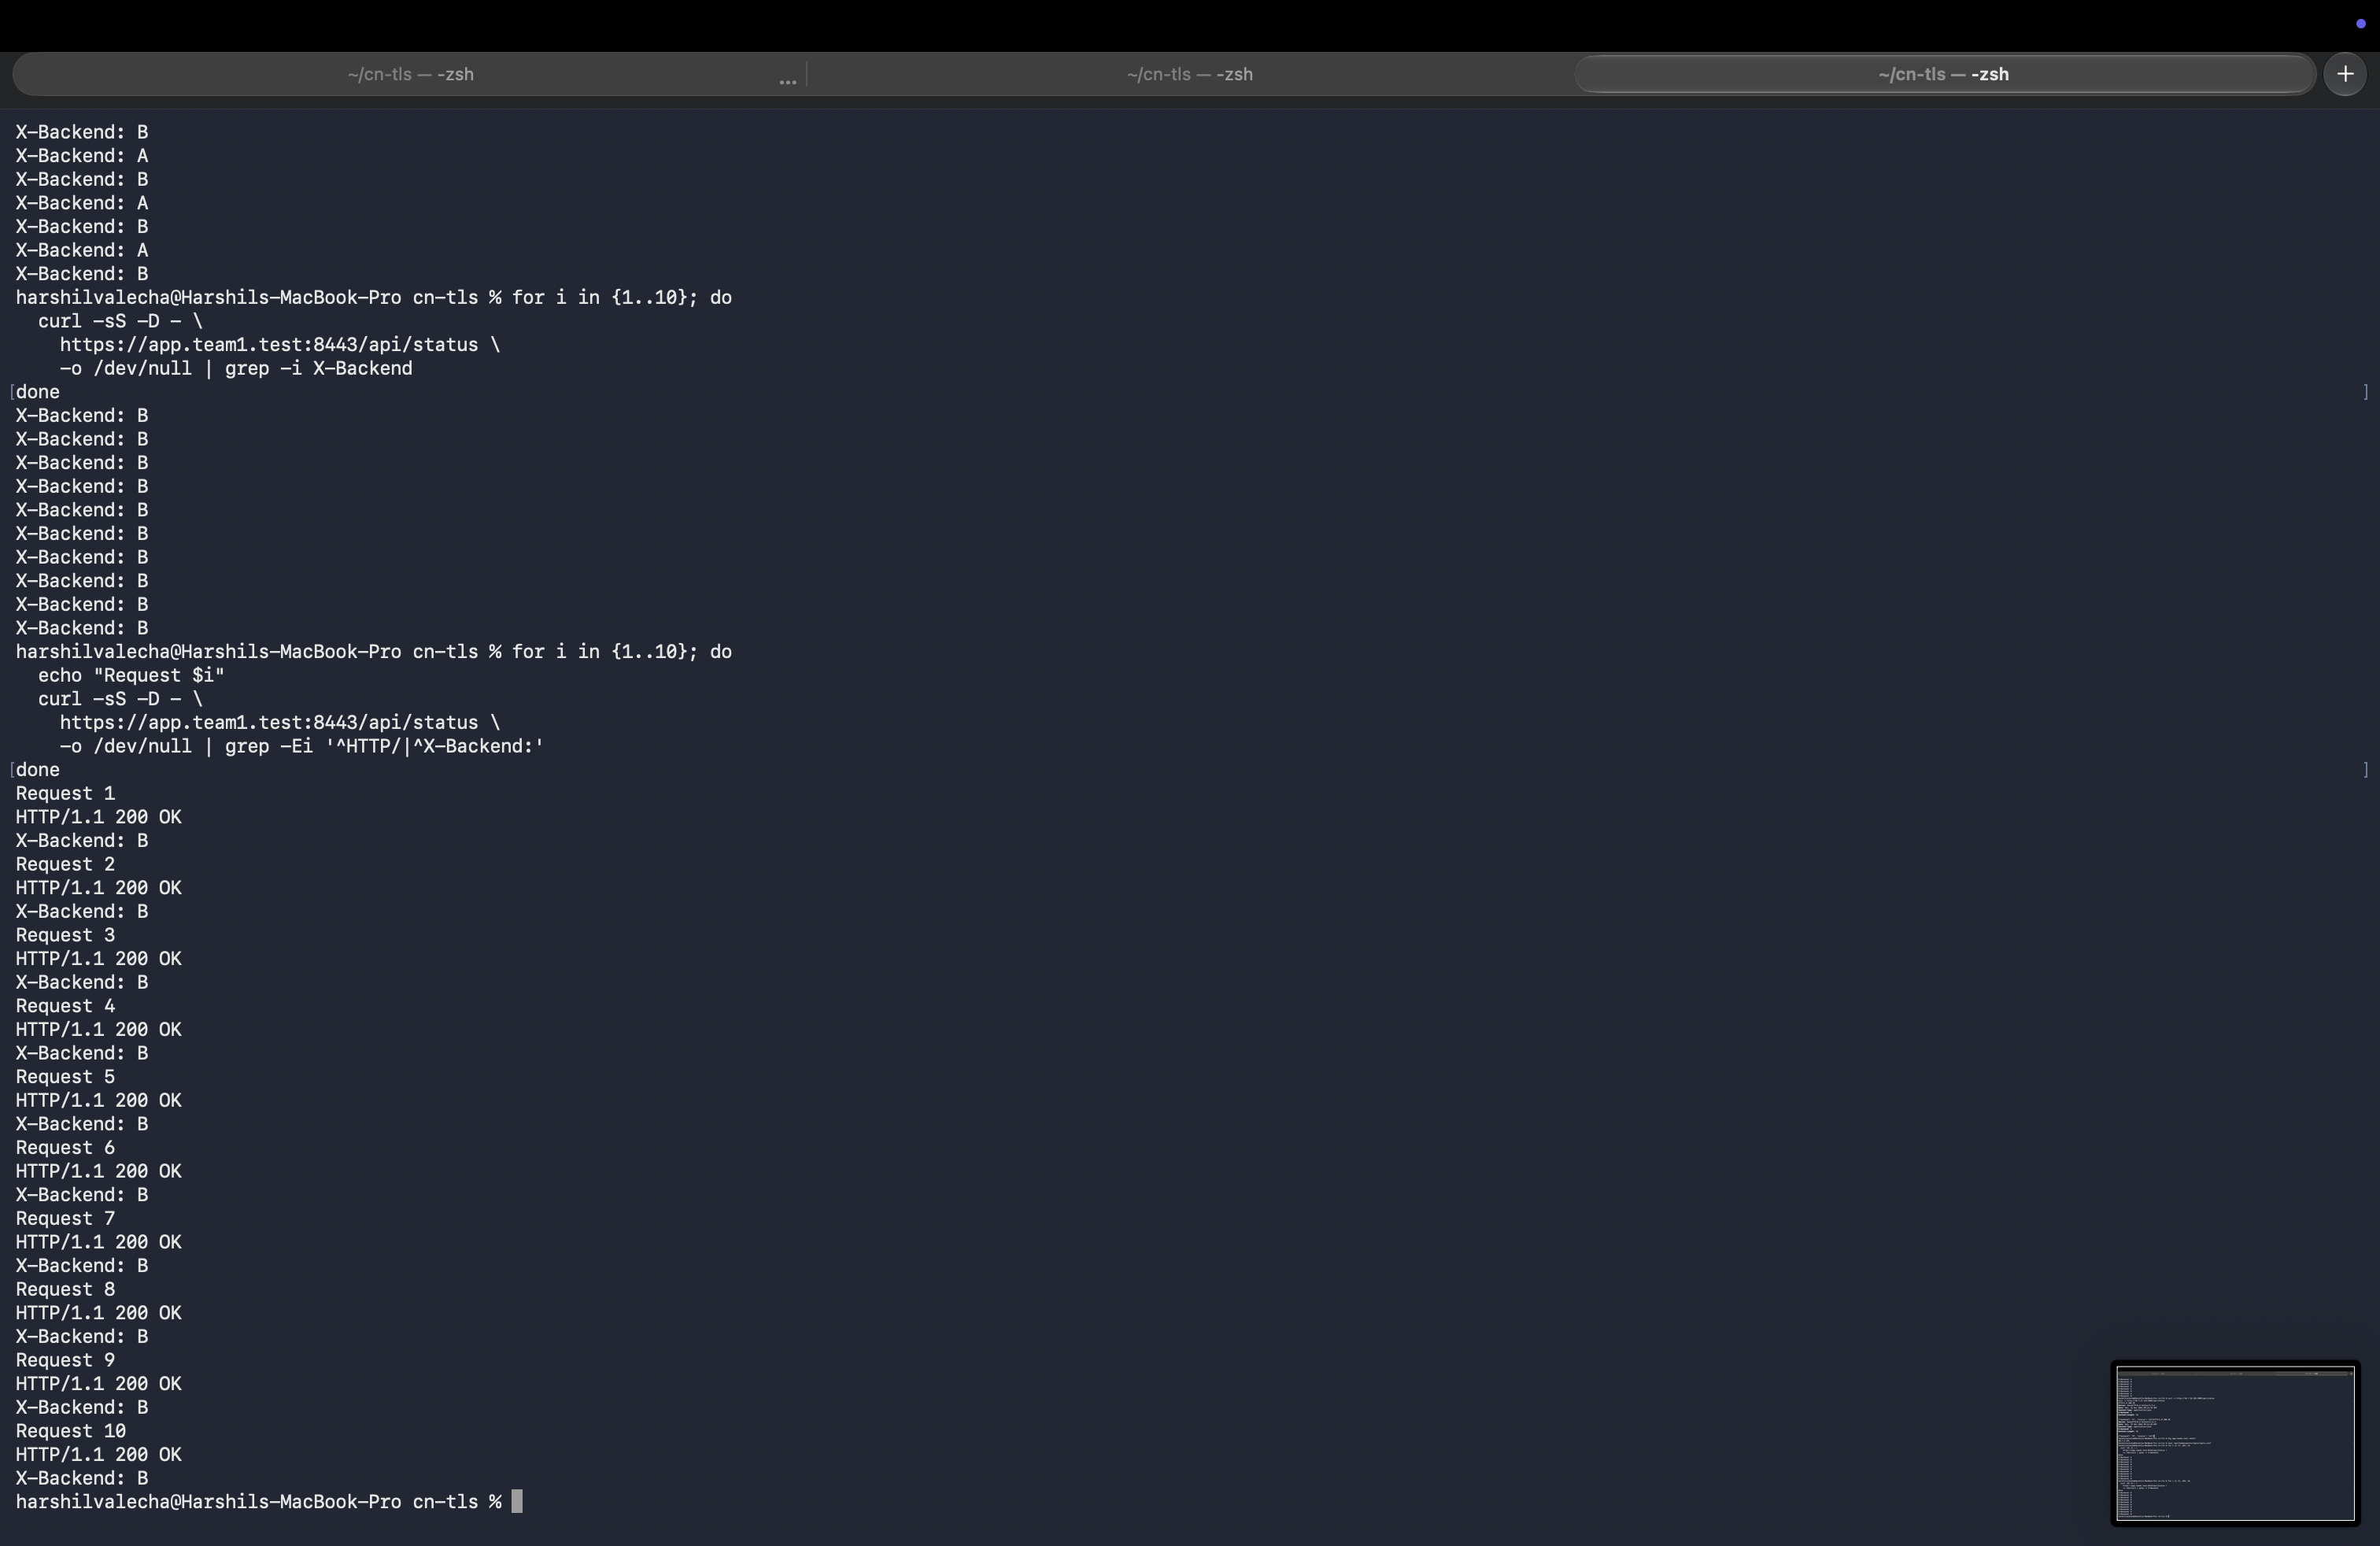 ~/cn-tls — -zsh ... ~/cn-tls — -zsh ~/cn-tls — -zsh +
X-Backend: B
X-Backend: A
X-Backend: B
X-Backend: A
X-Backend: B
X-Backend: A
X-Backend: B
harshilvalecha@Harshils-MacBook-Pro cn-tls % for i in {1..10}; do
  curl -sS -D - \
    https://app.team1.test:8443/api/status \
    -o /dev/null | grep -i X-Backend
[done ]
X-Backend: B
X-Backend: B
X-Backend: B
X-Backend: B
X-Backend: B
X-Backend: B
X-Backend: B
X-Backend: B
X-Backend: B
X-Backend: B
harshilvalecha@Harshils-MacBook-Pro cn-tls % for i in {1..10}; do
  echo "Request $i"
  curl -sS -D - \
    https://app.team1.test:8443/api/status \
    -o /dev/null | grep -Ei '^HTTP/|^X-Backend:'
[done ]
Request 1
HTTP/1.1 200 OK
X-Backend: B
Request 2
HTTP/1.1 200 OK
X-Backend: B
Request 3
HTTP/1.1 200 OK
X-Backend: B
Request 4
HTTP/1.1 200 OK
X-Backend: B
Request 5
HTTP/1.1 200 OK
X-Backend: B
Request 6
HTTP/1.1 200 OK
X-Backend: B
Request 7
HTTP/1.1 200 OK
X-Backend: B
Request 8
HTTP/1.1 200 OK
X-Backend: B
Request 9
HTTP/1.1 200 OK
X-Backend: B
Request 10
HTTP/1.1 200 OK
X-Backend: B
harshilvalecha@Harshils-MacBook-Pro cn-tls %